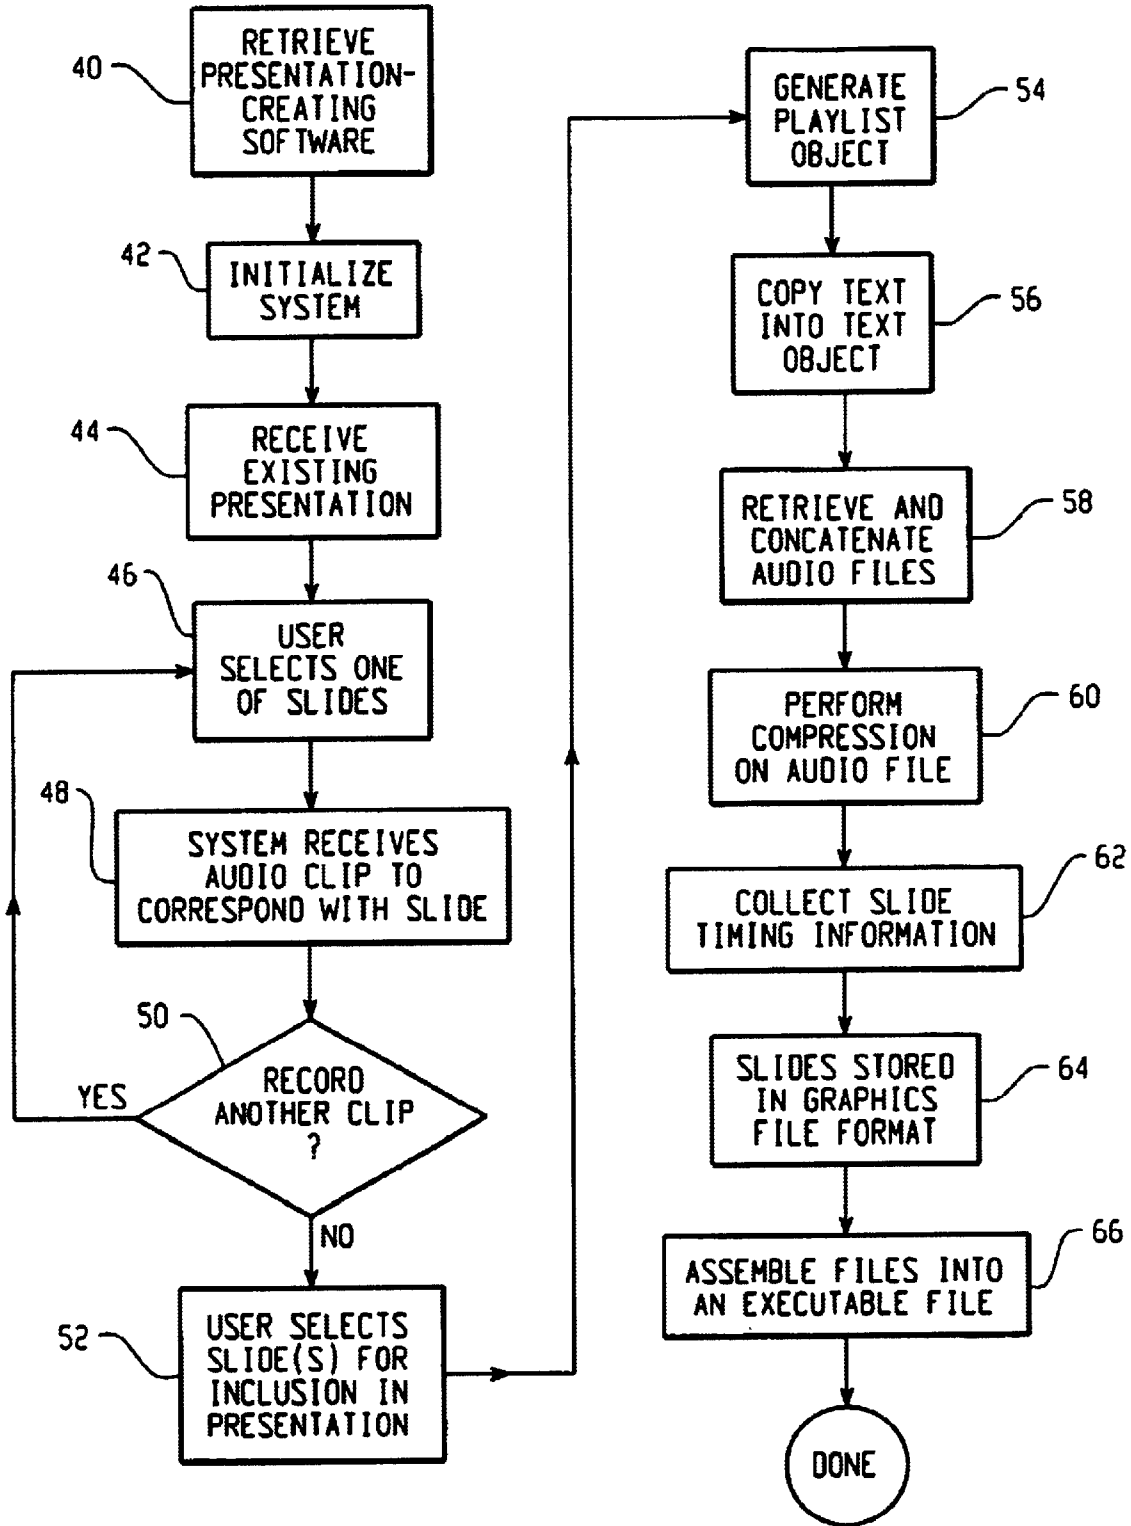 40
RETRIEVE
PRESENTATION-
CREATING
SOFTWARE
42
INITIALIZE
SYSTEM
44
RECEIVE
EXISTING
PRESENTATION
46
USER
SELECTS ONE
OF SLIDES
48
SYSTEM RECEIVES
AUDIO CLIP TO
CORRESPOND WITH SLIDE
50
RECORD
ANOTHER CLIP
?
YES
NO
52
USER SELECTS
SLIDE(S) FOR
INCLUSION IN
PRESENTATION
54
GENERATE
PLAYLIST
OBJECT
56
COPY TEXT
INTO TEXT
OBJECT
58
RETRIEVE AND
CONCATENATE
AUDIO FILES
60
PERFORM
COMPRESSION
ON AUDIO FILE
62
COLLECT SLIDE
TIMING INFORMATION
64
SLIDES STORED
IN GRAPHICS
FILE FORMAT
66
ASSEMBLE FILES INTO
AN EXECUTABLE FILE
DONE